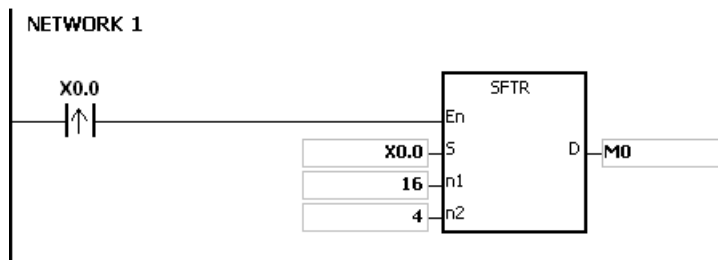 NETWORK 1
X0.0
SFTR
En
X0.0 S D M0
16 n1
4 n2